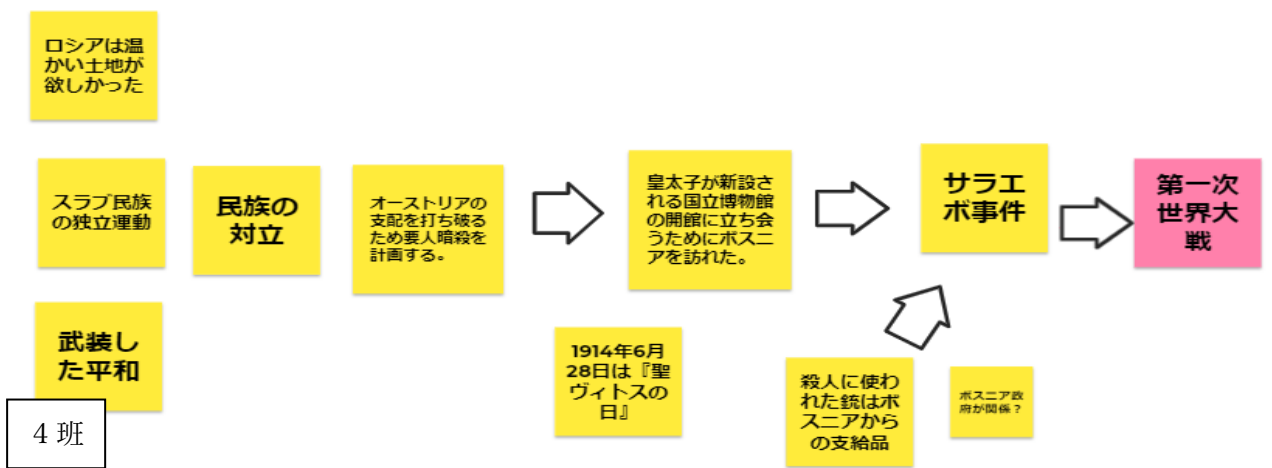 ロシアは温
かい土地が
欲しかった
スラブ民族
の独立運動
武装し
た平和
4班
民族の
対立
オーストリアの
支配を打ち破る
ため要人暗殺を
計画する。
皇太子が新設さ
れる国立博物館
の開館に立ち会
うためにボスニ
アを訪れた。
1914年6月
28日は『聖
ヴィトスの
日』
サラエ
ボ事件
殺人に使わ
れた銃はボ
スニアから
の支給品
ボスニア政
府が関係？
第一次
世界大
戦